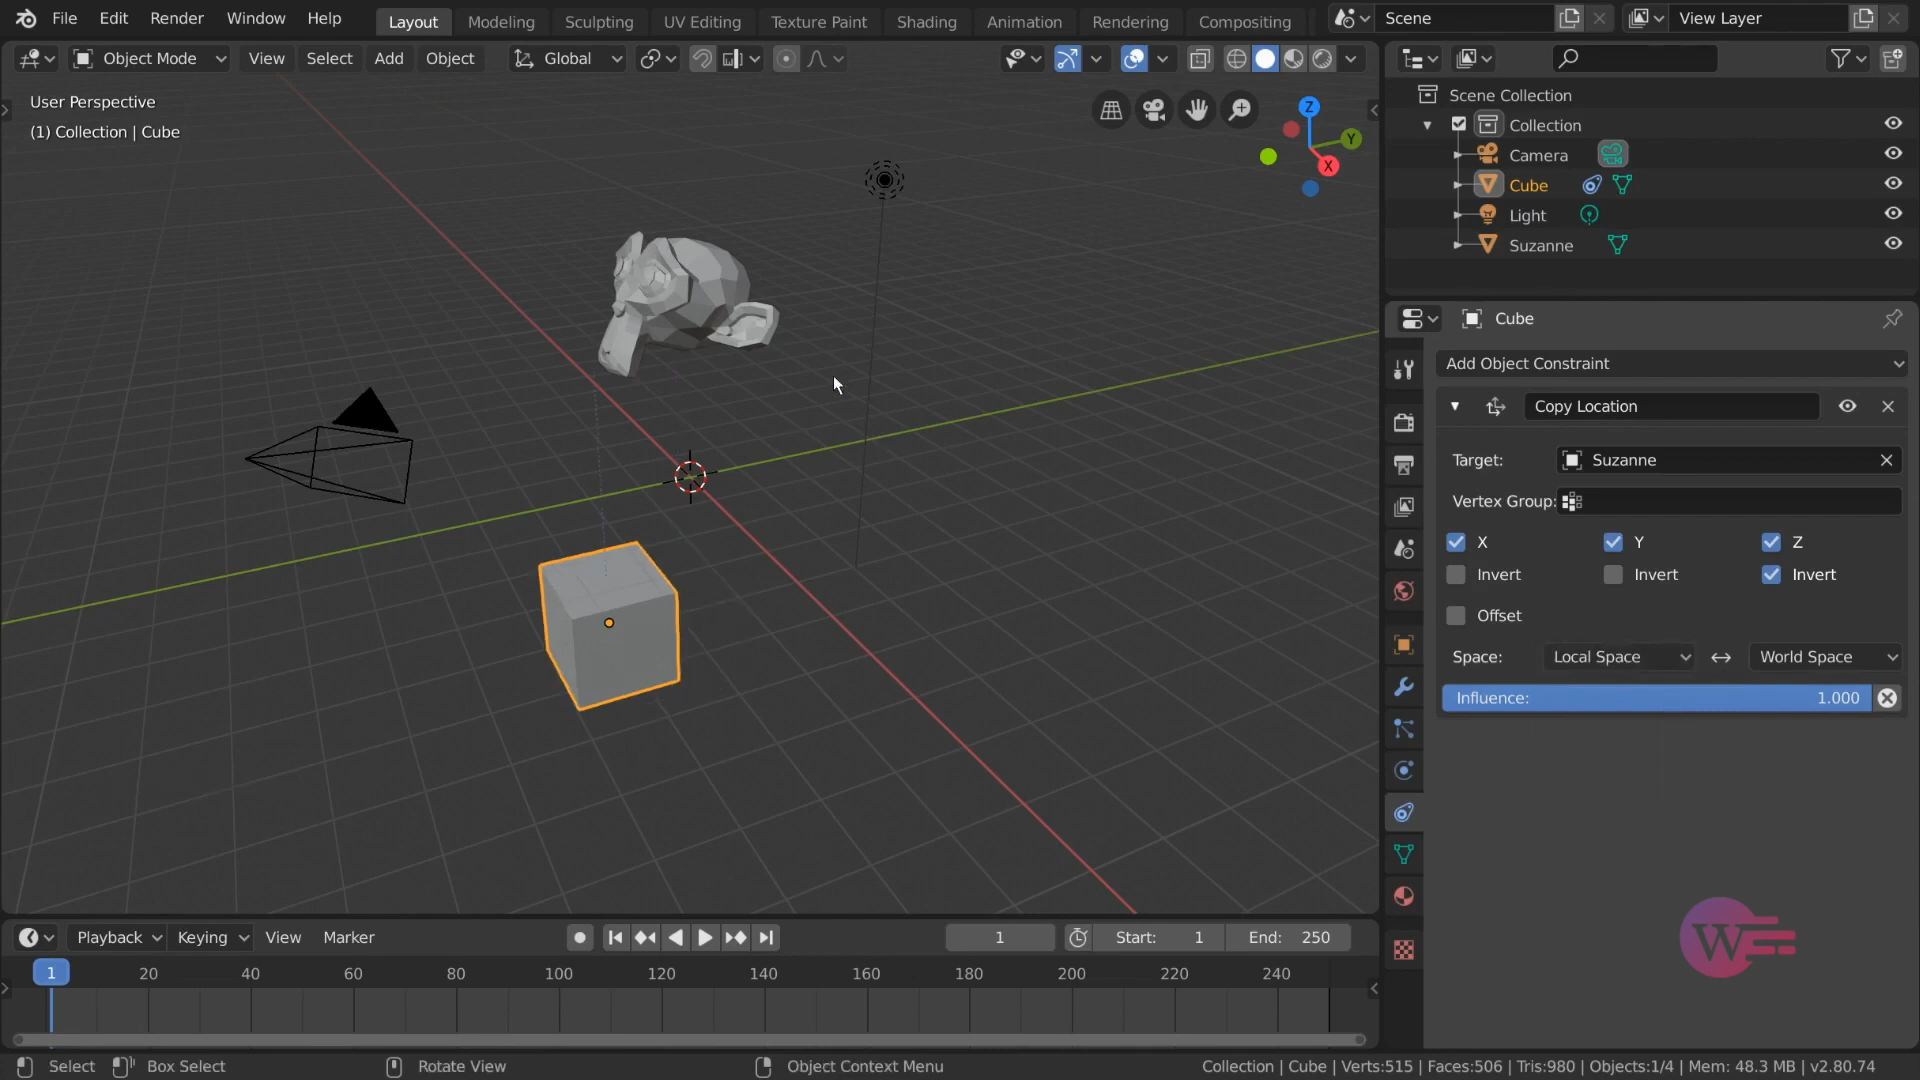 File Edit Render Window Help Layout Modeling Sculpting UV Editing Texture Paint Shading Animation Rendering Compositing Scene View Layer
Object Mode View Select Add Object Global
User Perspective
(1) Collection | Cube
Z
Y
X
Scene Collection
Collection
Camera
Cube
Light
Suzanne
Cube
Add Object Constraint
Copy Location
Target: Suzanne
Vertex Group:
X Y Z
Invert Invert Invert
Offset
Space: Local Space World Space
Influence: 1.000
W
Playback Keying View Marker 1 Start: 1 End: 250
1 20 40 60 80 100 120 140 160 180 200 220 240
Select Box Select Rotate View Object Context Menu Collection | Cube | Verts:515 | Faces:506 | Tris:980 | Objects:1/4 | Mem: 48.3 MB | v2.80.74